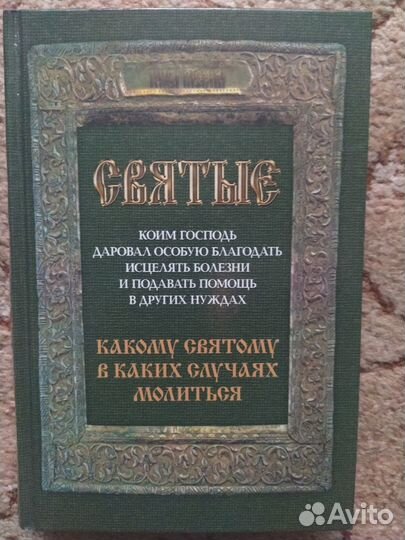 СВЯТЫЕ
КОИМ ГОСПОДЬ
ДАРОВАЛ ОСОБУЮ БЛАГОДАТЬ
ИСЦЕЛЯТЬ БОЛЕЗНИ
И ПОДАВАТЬ ПОМОЩЬ
В ДРУГИХ НУЖДАХ
КАКОМУ СВЯТОМУ
В КАКИХ СЛУЧАЯХ
МОЛИТЬСЯ
Avito